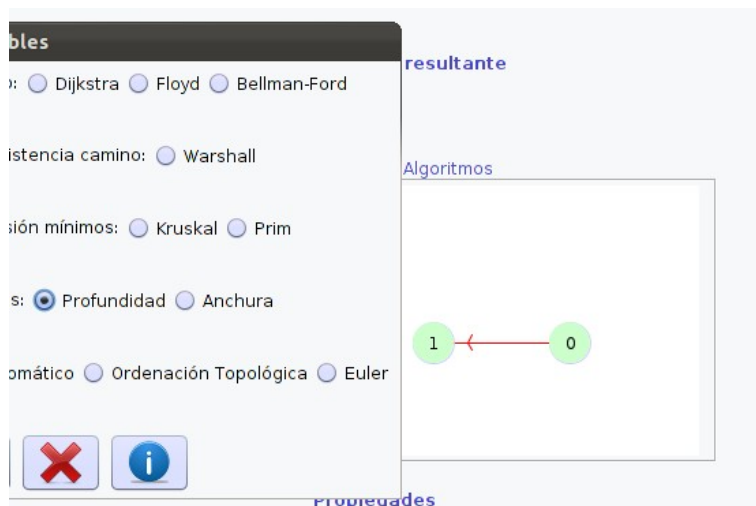 bles
resultante
o: Dijkstra Floyd Bellman-Ford
istencia camino: Warshall
Algoritmos
sión mínimos: Kruskal Prim
s: Profundidad Anchura
1 0
omático Ordenación Topológica Euler
i
Propiedades